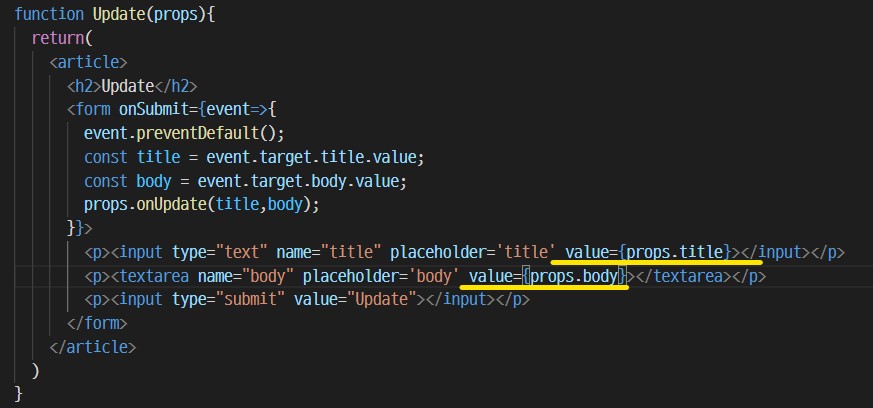 function Update(props){
return(
<article>
<h2>Update</h2>
<form onSubmit={event=>{
event.preventDefault();
const title = event.target.title.value;
const body = event.target.body.value;
props.onUpdate(title,body);
}}>
<p><input type="text" name="title" placeholder='title' value={props.title}></input></p>
<p><textarea name="body" placeholder='body' value={props.body}></textarea></p>
<p><input type="submit" value="Update"></input></p>
</form>
</article>
)
}